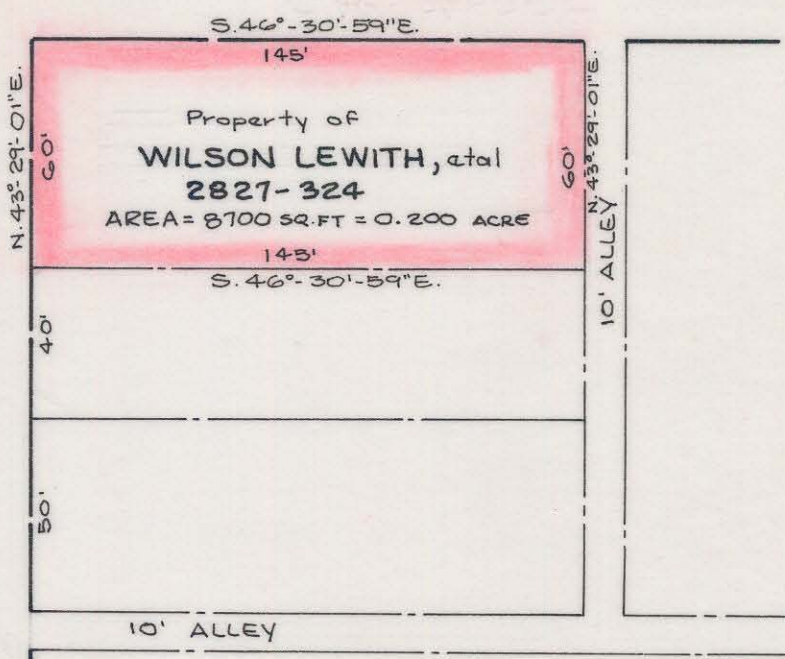 S.46°-30'-59"E.
145'
N.43°-29'-01"E.
60'
Property of
WILSON LEWITH, etal
2827-324
AREA = 8700 SQ.FT = 0.200 ACRE
60'
N.43°-29'-01"E.
145'
S.46°-30'-59"E.
10' ALLEY
40'
50'
10' ALLEY